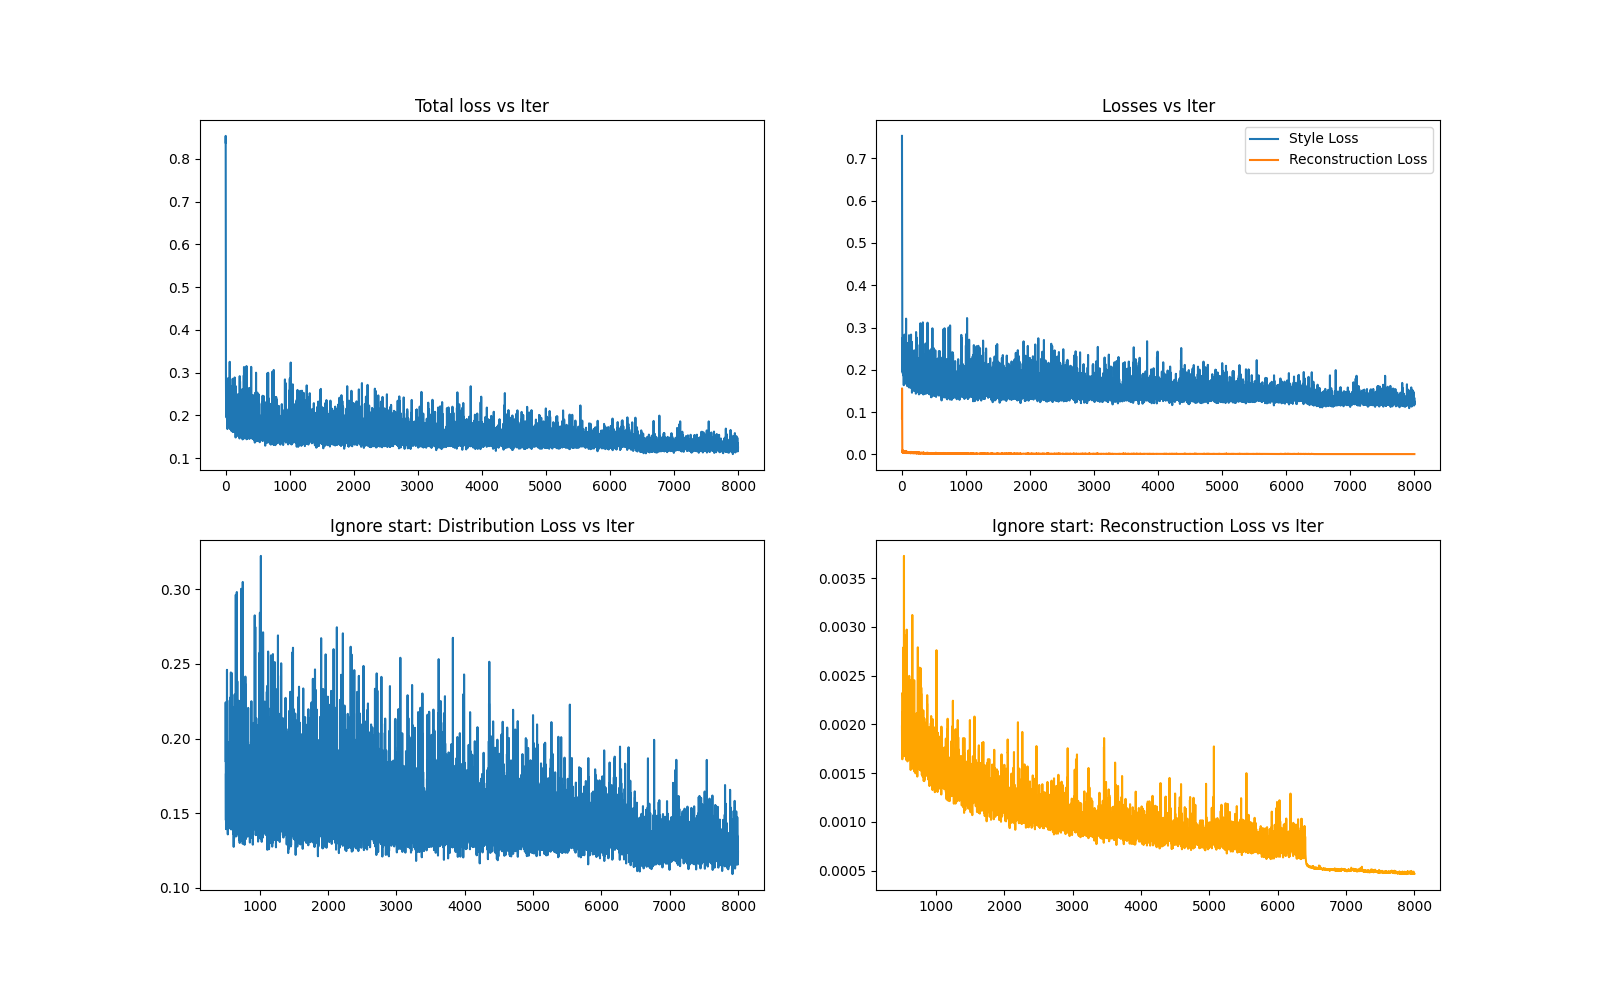 Total loss vs Iter
0.8
0.7
0.6
0.5
0.4
0.3
0.2
0.1
0 1000 2000 3000 4000 5000 6000 7000 8000
Losses vs Iter
Style Loss
Reconstruction Loss
0.7
0.6
0.5
0.4
0.3
0.2
0.1
0.0
0 1000 2000 3000 4000 5000 6000 7000 8000
Ignore start: Distribution Loss vs Iter
0.30
0.25
0.20
0.15
0.10
1000 2000 3000 4000 5000 6000 7000 8000
Ignore start: Reconstruction Loss vs Iter
0.0035
0.0030
0.0025
0.0020
0.0015
0.0010
0.0005
1000 2000 3000 4000 5000 6000 7000 8000